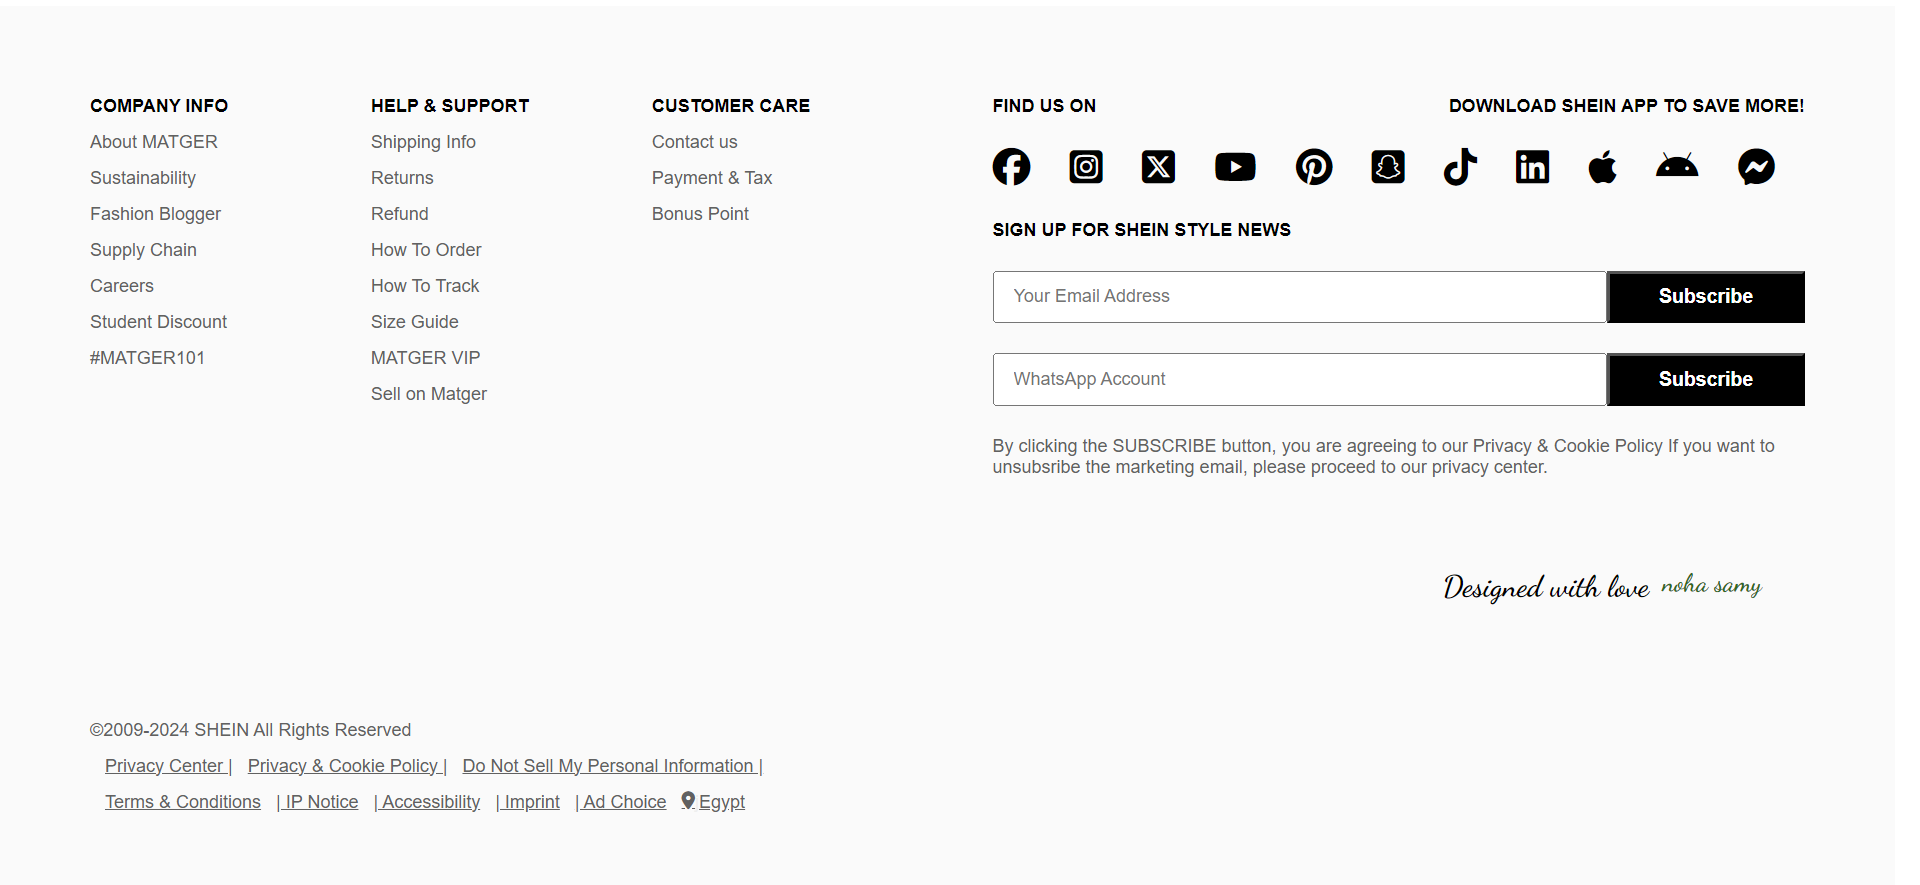 COMPANY INFO
About MATGER
Sustainability
Fashion Blogger
Supply Chain
Careers
Student Discount
#MATGER101
HELP & SUPPORT
Shipping Info
Returns
Refund
How To Order
How To Track
Size Guide
MATGER VIP
Sell on Matger
CUSTOMER CARE
Contact us
Payment & Tax
Bonus Point
FIND US ON
DOWNLOAD SHEIN APP TO SAVE MORE!
SIGN UP FOR SHEIN STYLE NEWS
Your Email Address Subscribe
WhatsApp Account Subscribe
By clicking the SUBSCRIBE button, you are agreeing to our Privacy & Cookie Policy If you want to
unsubsribe the marketing email, please proceed to our privacy center.
Designed with love noha samy
©2009-2024 SHEIN All Rights Reserved
Privacy Center | Privacy & Cookie Policy | Do Not Sell My Personal Information |
Terms & Conditions | IP Notice | Accessibility | Imprint | Ad Choice Egypt